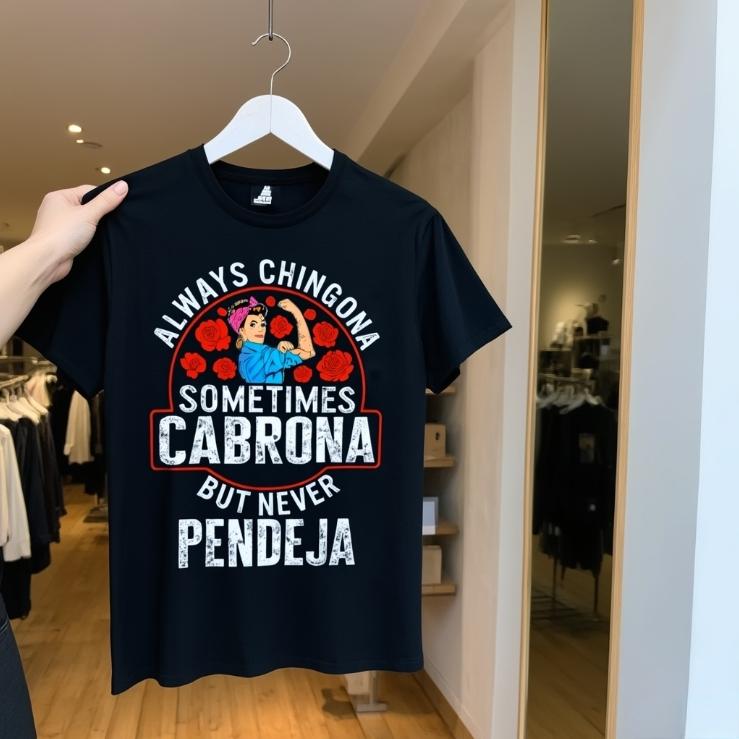 ALWAYS CHINGONA
SOMETIMES
CABRONA
BUT NEVER
PENDEJA